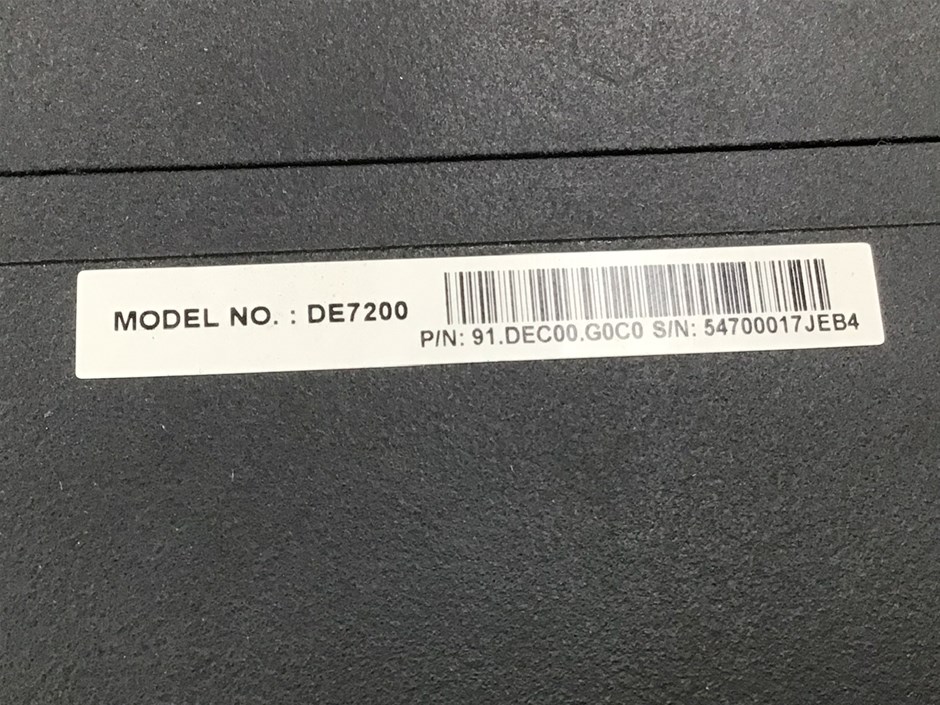 MODEL NO. : DE7200
P/N: 91.DEC00.G0C0 S/N: 54700017JEB4